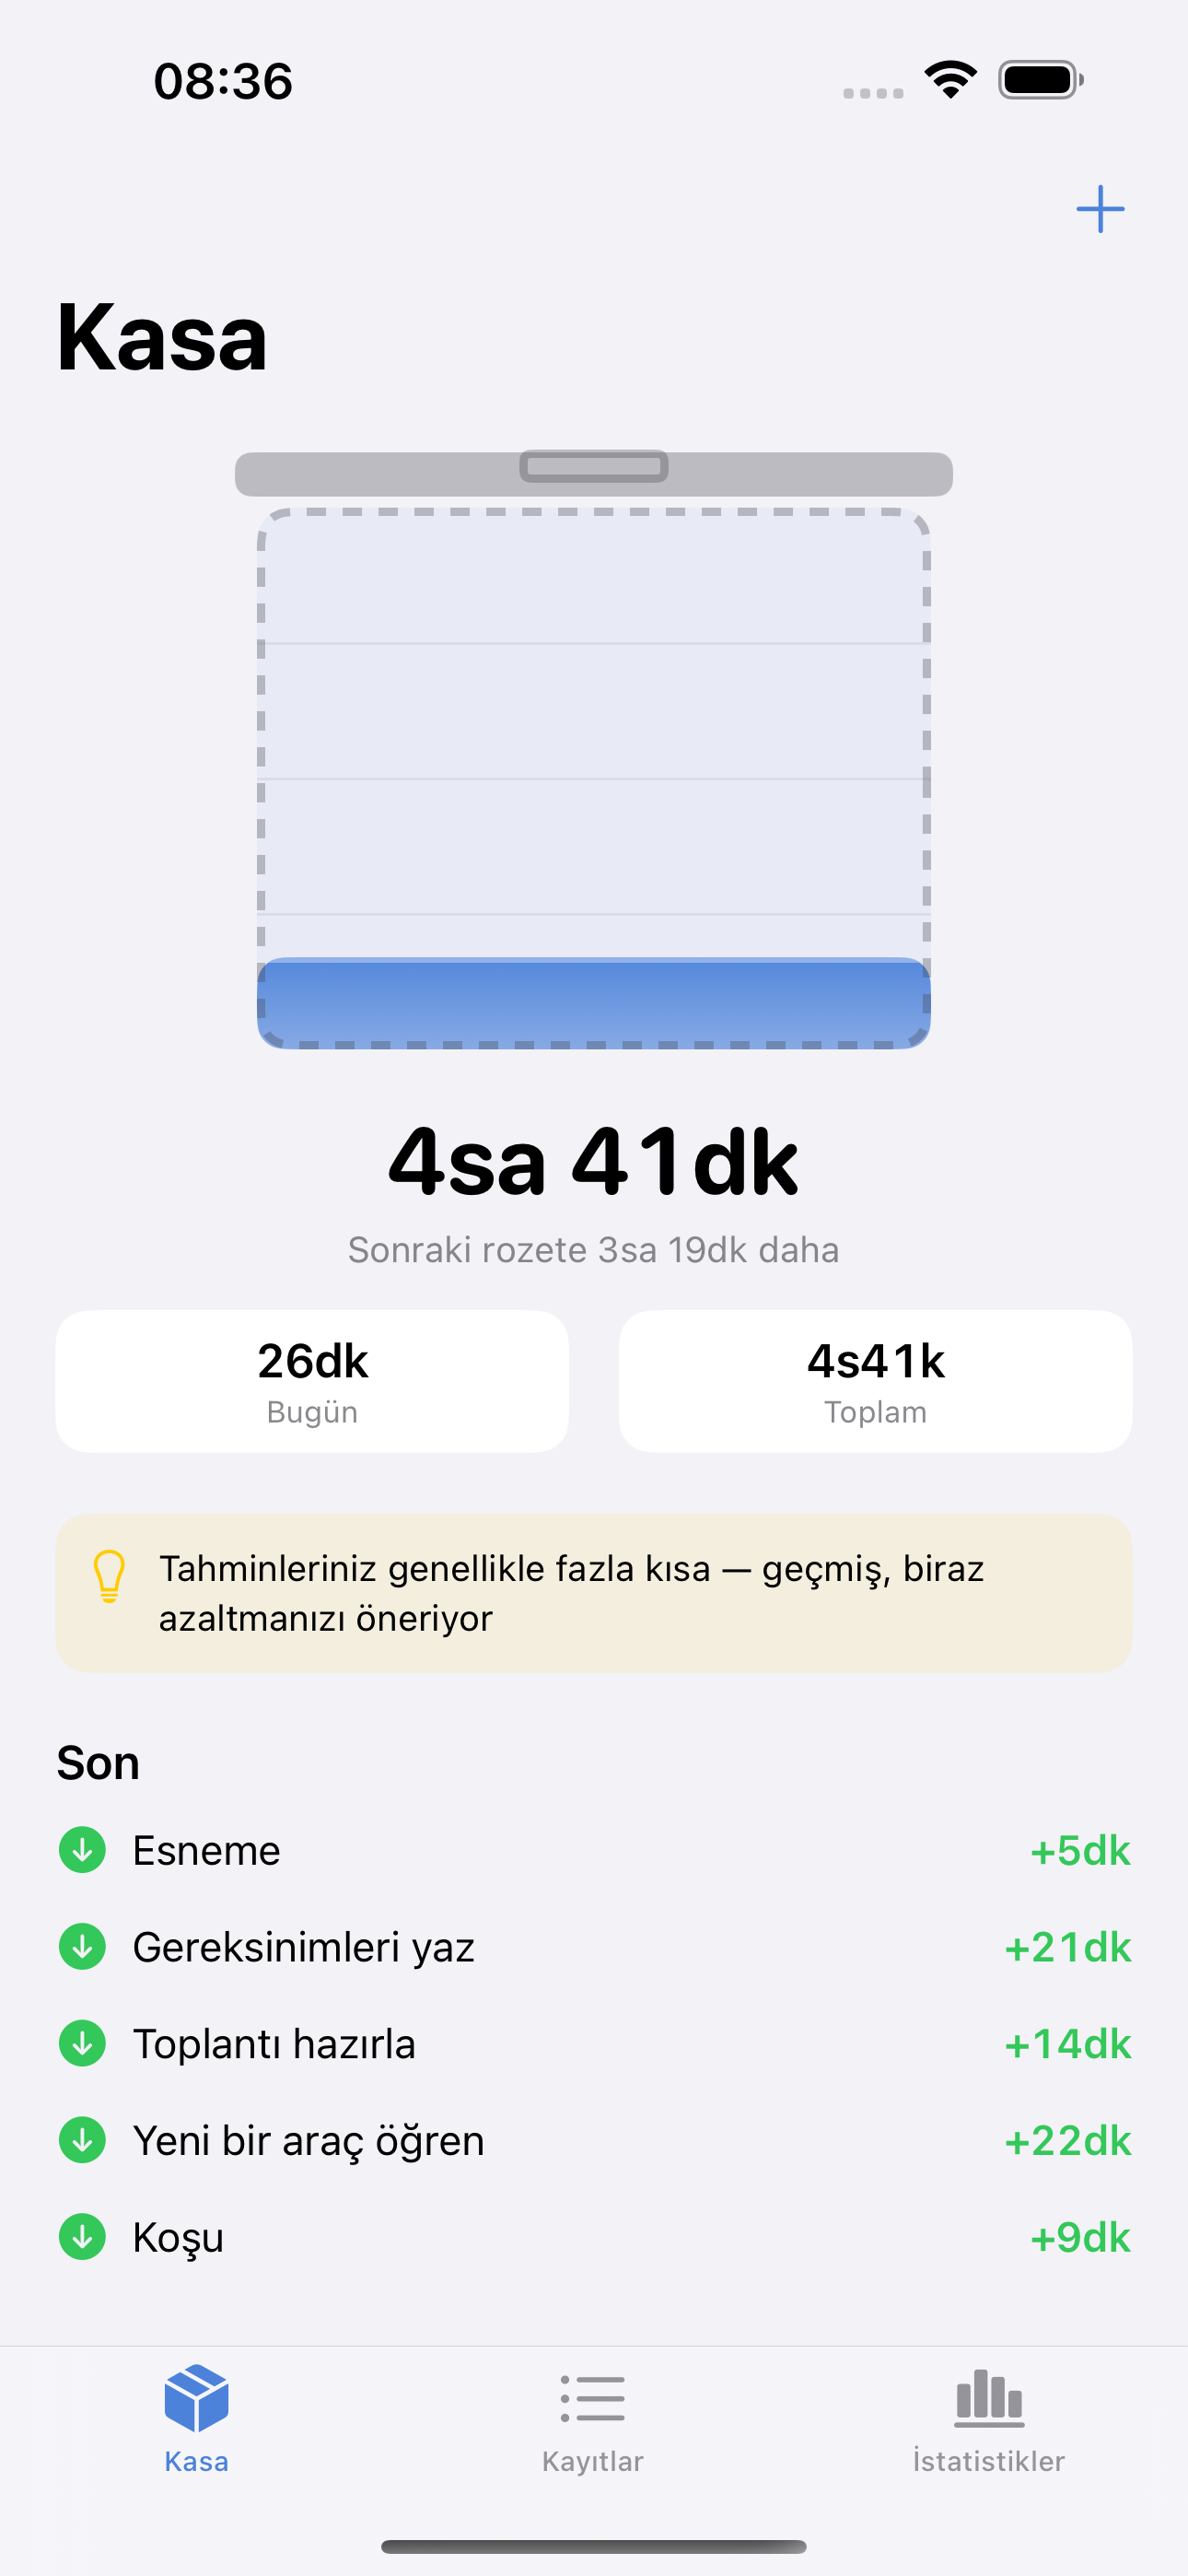 08:36
Kasa
4sa 41dk
Sonraki rozete 3sa 19dk daha
26dk
Bugün
4s41k
Toplam
Tahminleriniz genellikle fazla kısa — geçmiş, biraz
azaltmanızı öneriyor
Son
Esneme +5dk
Gereksinimleri yaz +21dk
Toplantı hazırla +14dk
Yeni bir araç öğren +22dk
Koşu +9dk
Kasa
Kayıtlar
İstatistikler